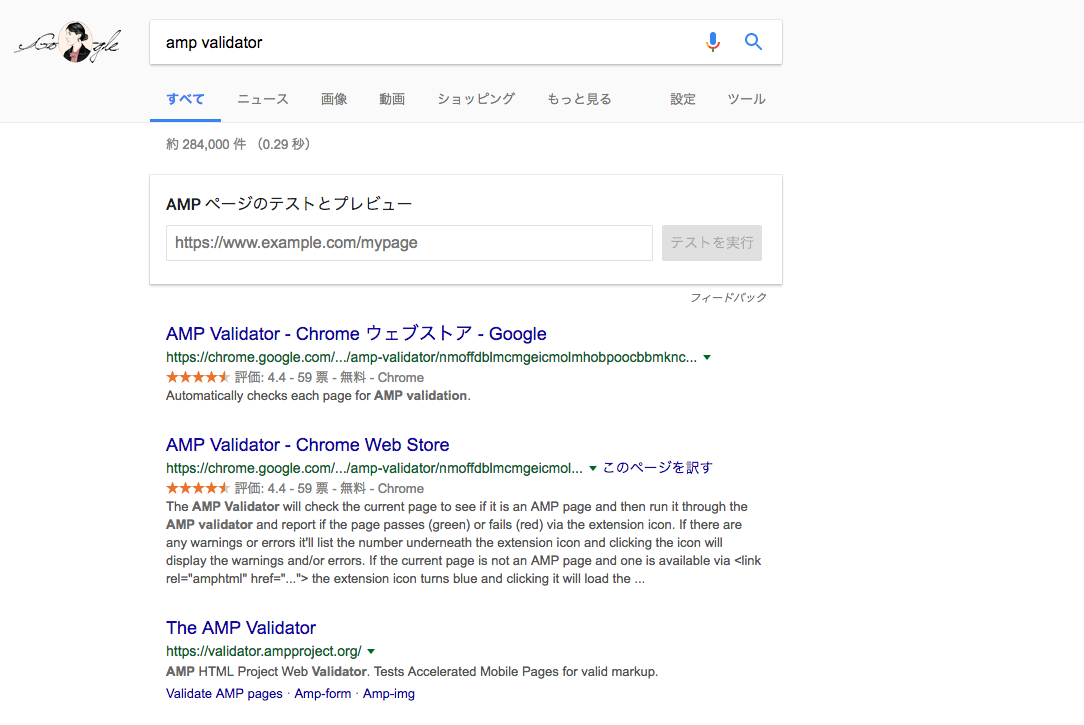 Google
amp validator
すべて ニュース 画像 動画 ショッピング もっと見る 設定 ツール
約 284,000 件 （0.29 秒）
AMP ページのテストとプレビュー
https://www.example.com/mypage テストを実行
フィードバック
AMP Validator - Chrome ウェブストア - Google
https://chrome.google.com/.../amp-validator/nmoffdblmcmgeicmolmhobpoocbbmknc...
評価: 4.4 - 59 票 - 無料 - Chrome
Automatically checks each page for AMP validation.
AMP Validator - Chrome Web Store
https://chrome.google.com/.../amp-validator/nmoffdblmcmgeicmol... このページを訳す
評価: 4.4 - 59 票 - 無料 - Chrome
The AMP Validator will check the current page to see if it is an AMP page and then run it through the
AMP validator and report if the page passes (green) or fails (red) via the extension icon. If there are
any warnings or errors it'll list the number underneath the extension icon and clicking the icon will
display the warnings and/or errors. If the current page is not an AMP page and one is available via <link
rel="amphtml" href="..."> the extension icon turns blue and clicking it will load the ...
The AMP Validator
https://validator.ampproject.org/
AMP HTML Project Web Validator. Tests Accelerated Mobile Pages for valid markup.
Validate AMP pages · Amp-form · Amp-img